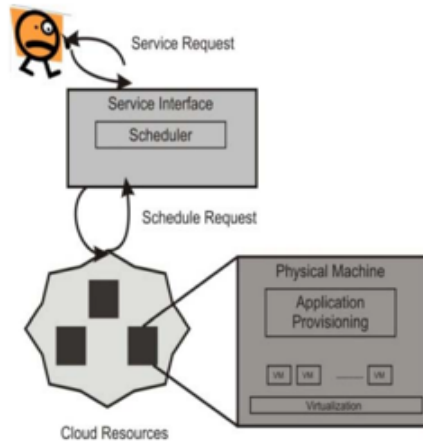 Service Request
Service Interface
Scheduler
Schedule Request
Physical Machine
Application
Provisioning
VM VM ......... VM
Virtualization
Cloud Resources